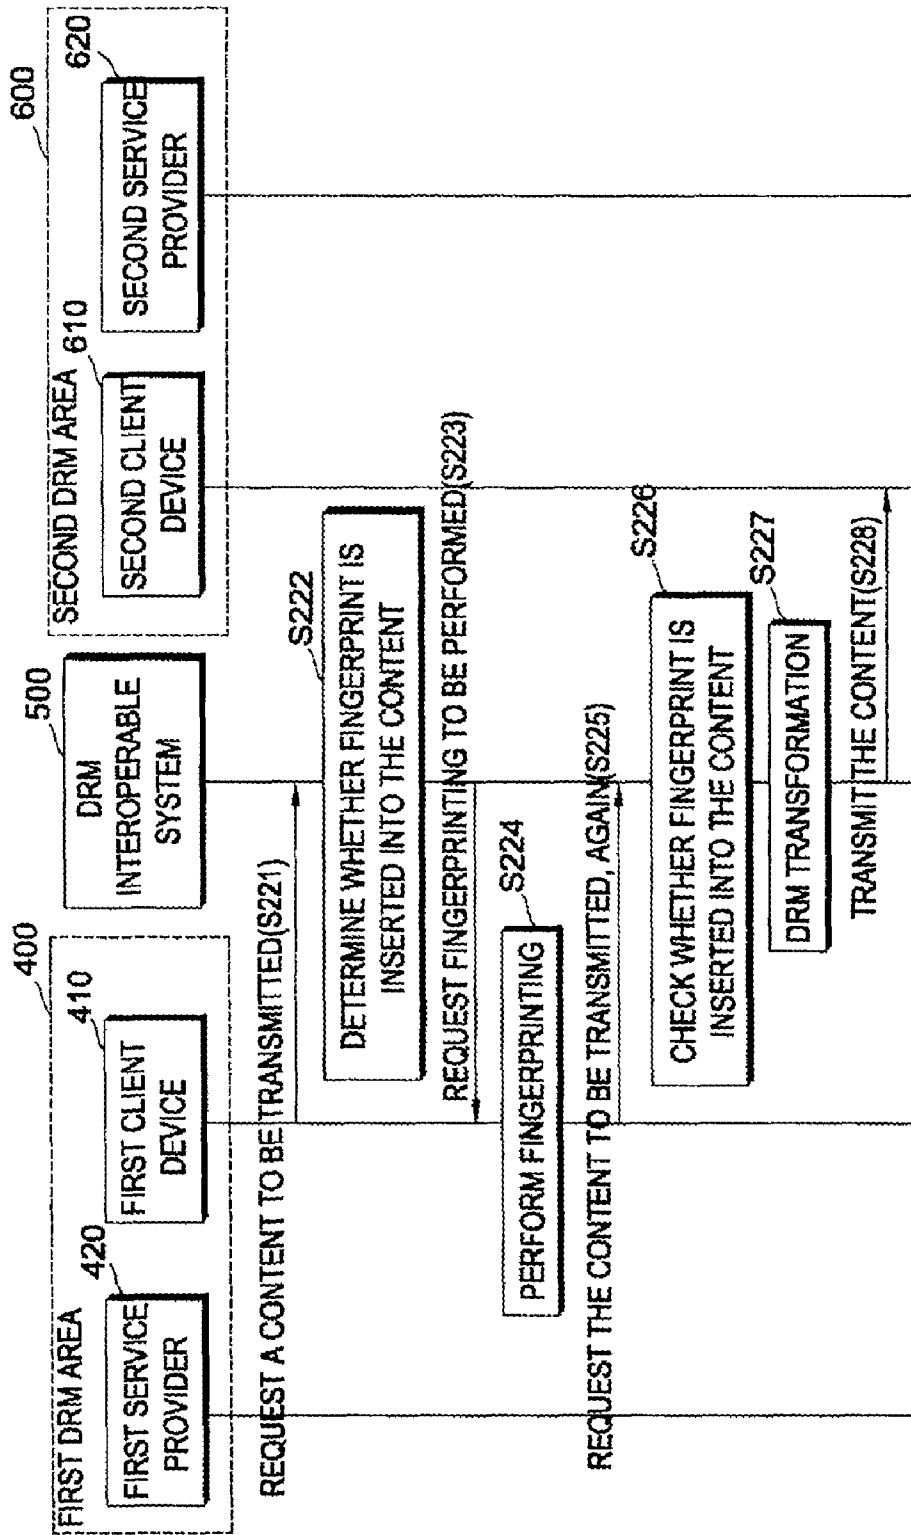 FIRST DRM AREA
400
420
FIRST SERVICE
PROVIDER
410
FIRST CLIENT
DEVICE
500
DRM
INTEROPERABLE
SYSTEM
600
SECOND DRM AREA
610
SECOND CLIENT
DEVICE
620
SECOND SERVICE
PROVIDER
REQUEST A CONTENT TO BE TRANSMITTED(S221)
S222
DETERMINE WHETHER FINGERPRINT IS
INSERTED INTO THE CONTENT
REQUEST FINGERPRINTING TO BE PERFORMED(S223)
S224
PERFORM FINGERPRINTING
REQUEST THE CONTENT TO BE TRANSMITTED, AGAIN(S225)
S226
CHECK WHETHER FINGERPRINT IS
INSERTED INTO THE CONTENT
S227
DRM TRANSFORMATION
TRANSMIT THE CONTENT(S228)